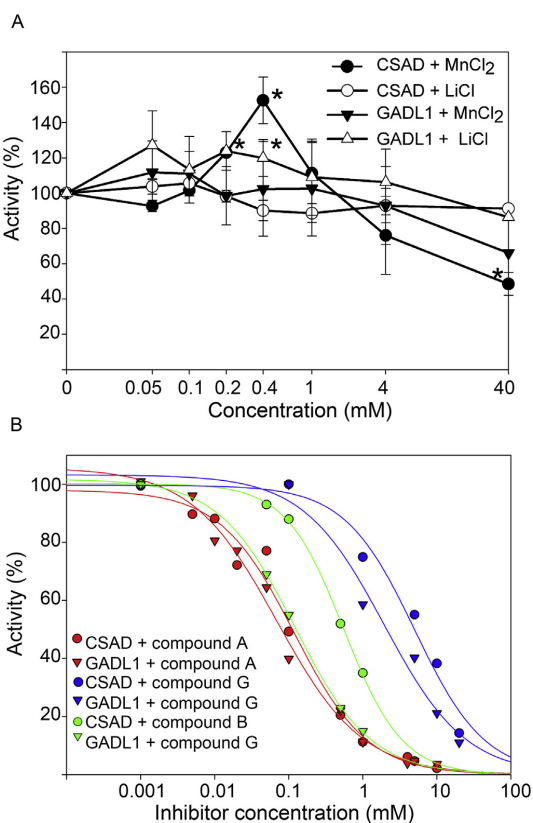 A
160
140
120
100
80
60
40
20
Activity (%)
CSAD + MnCl2
CSAD + LiCl
GADL1 + MnCl2
GADL1 + LiCl
*
*
*
*
0 0.05 0.1 0.2 0.4 1 4 40
Concentration (mM)
B
100
80
60
40
20
Activity (%)
CSAD + compound A
GADL1 + compound A
CSAD + compound G
GADL1 + compound G
CSAD + compound B
GADL1 + compound G
0.001 0.01 0.1 1 10 100
Inhibitor concentration (mM)